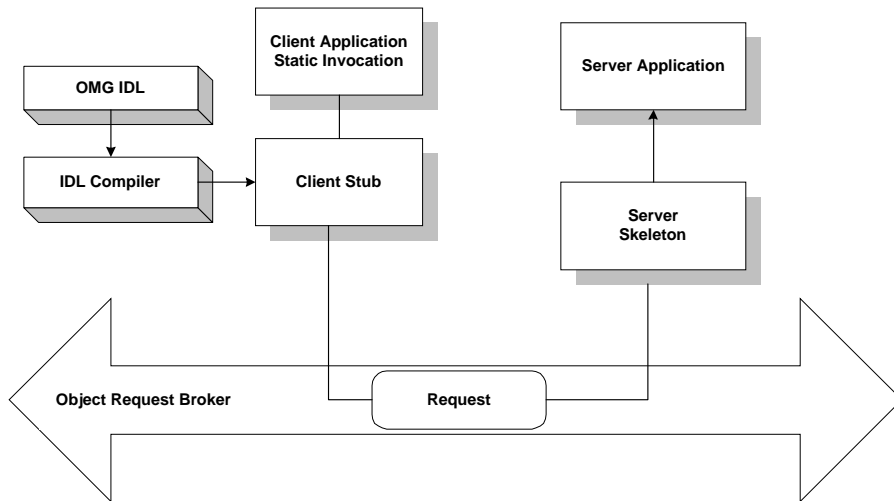 Client Application
Static Invocation
Server Application
OMG IDL
IDL Compiler
Client Stub
Server
Skeleton
Object Request Broker
Request